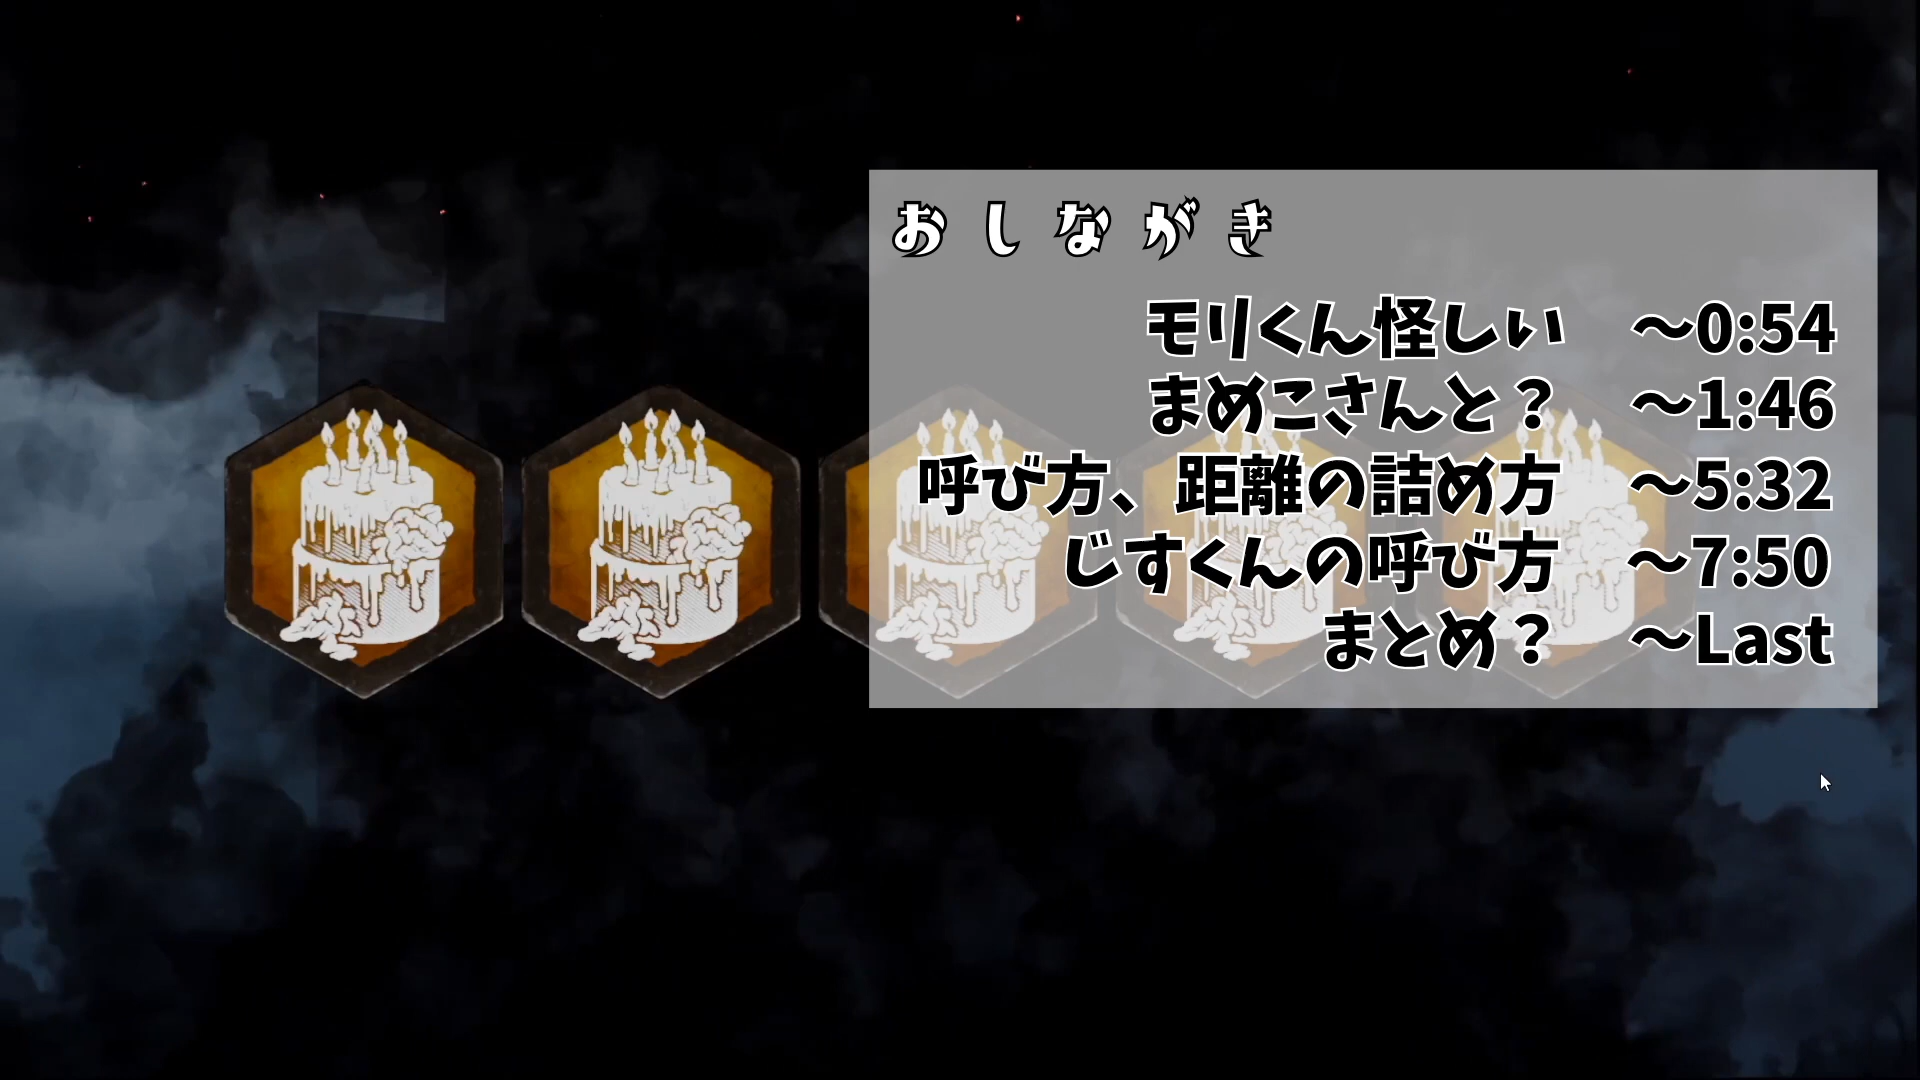 おしながき
モリくん怪しい ～0:54
まめこさんと？ ～1:46
呼び方、距離の詰め方 ～5:32
じすくんの呼び方 ～7:50
まとめ？ ～Last